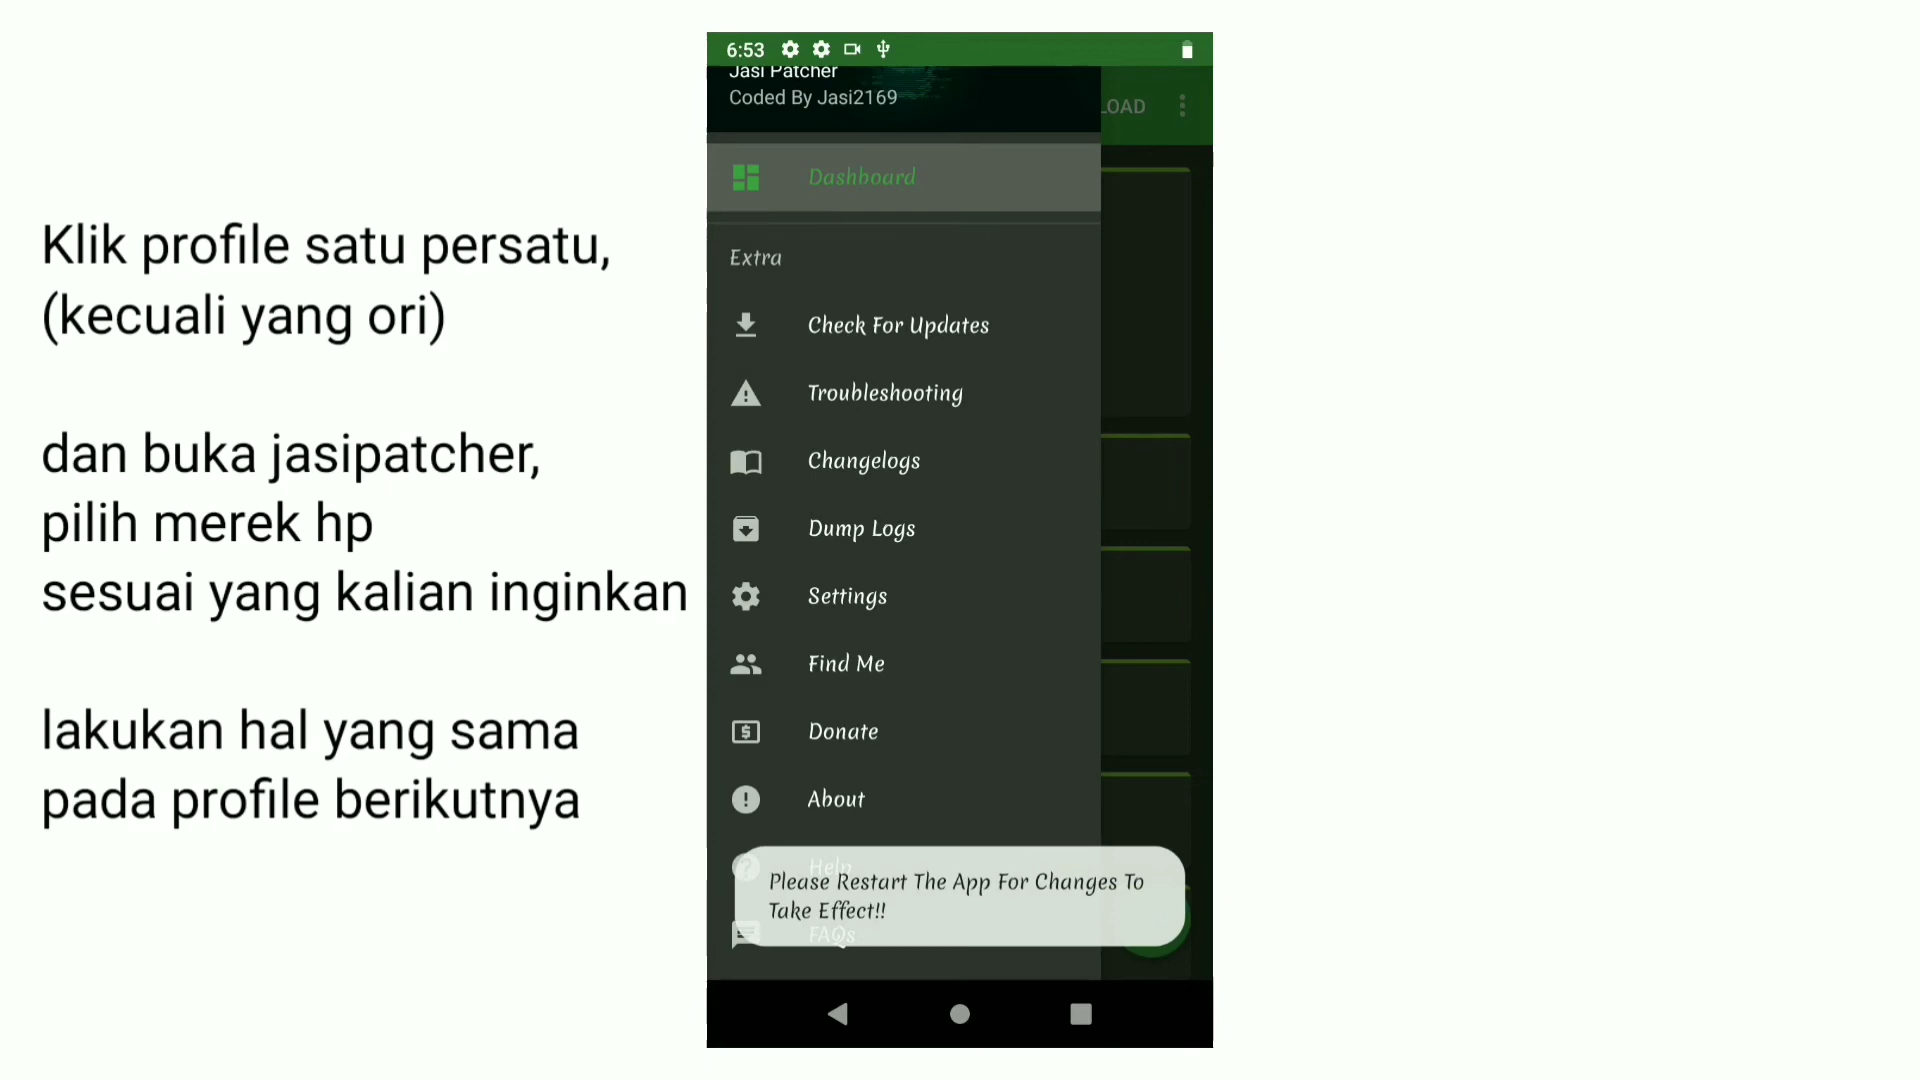 Klik profile satu persatu,
(kecuali yang ori)
dan buka jasipatcher,
pilih merek hp
sesuai yang kalian inginkan
lakukan hal yang sama
pada profile berikutnya
6:53
Jasi Patcher
Coded By Jasi2169
LOAD
Dashboard
Extra
Check For Updates
Troubleshooting
Changelogs
Dump Logs
Settings
Find Me
Donate
About
Help
Please Restart The App For Changes To
Take Effect!!
FAQs